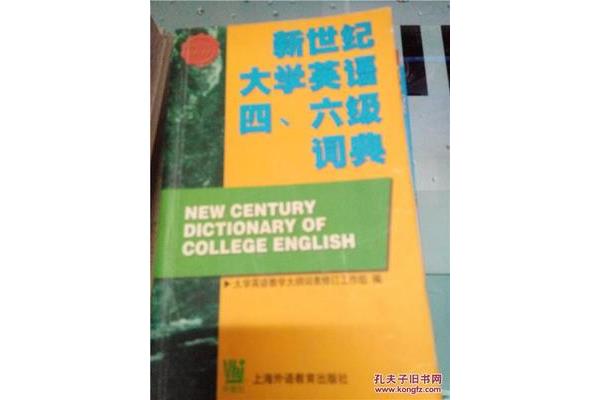 新世纪
大学英语
四、六级
词典
NEW CENTURY
DICTIONARY OF
COLLEGE ENGLISH
大学英语教学大纲词表修订工作组 编
上海外语教育出版社
孔夫子旧书网
www.kongfz.com